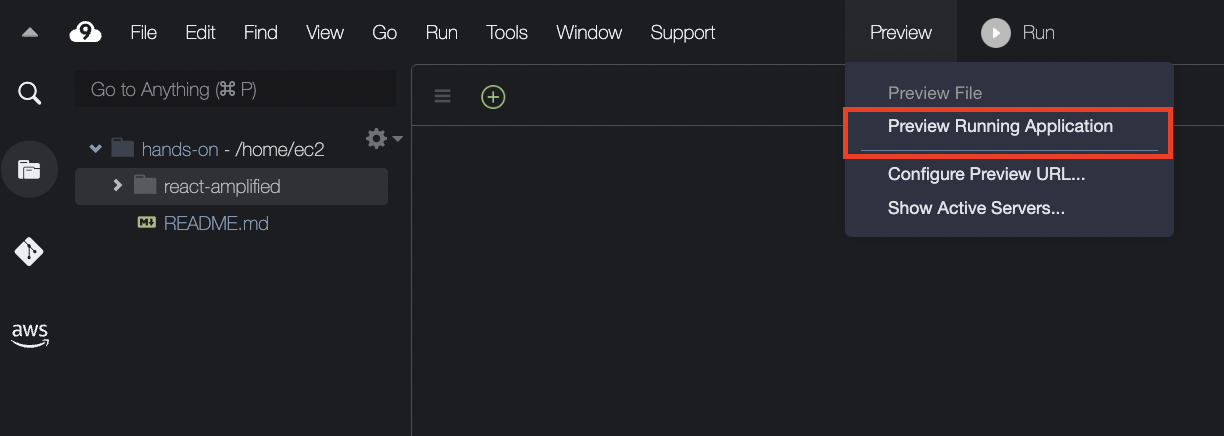 9 File Edit Find View Go Run Tools Window Support Preview Run
Go to Anything (⌘ P)
Preview File
Preview Running Application
Configure Preview URL...
Show Active Servers...
hands-on - /home/ec2
react-amplified
M↓ README.md
aws